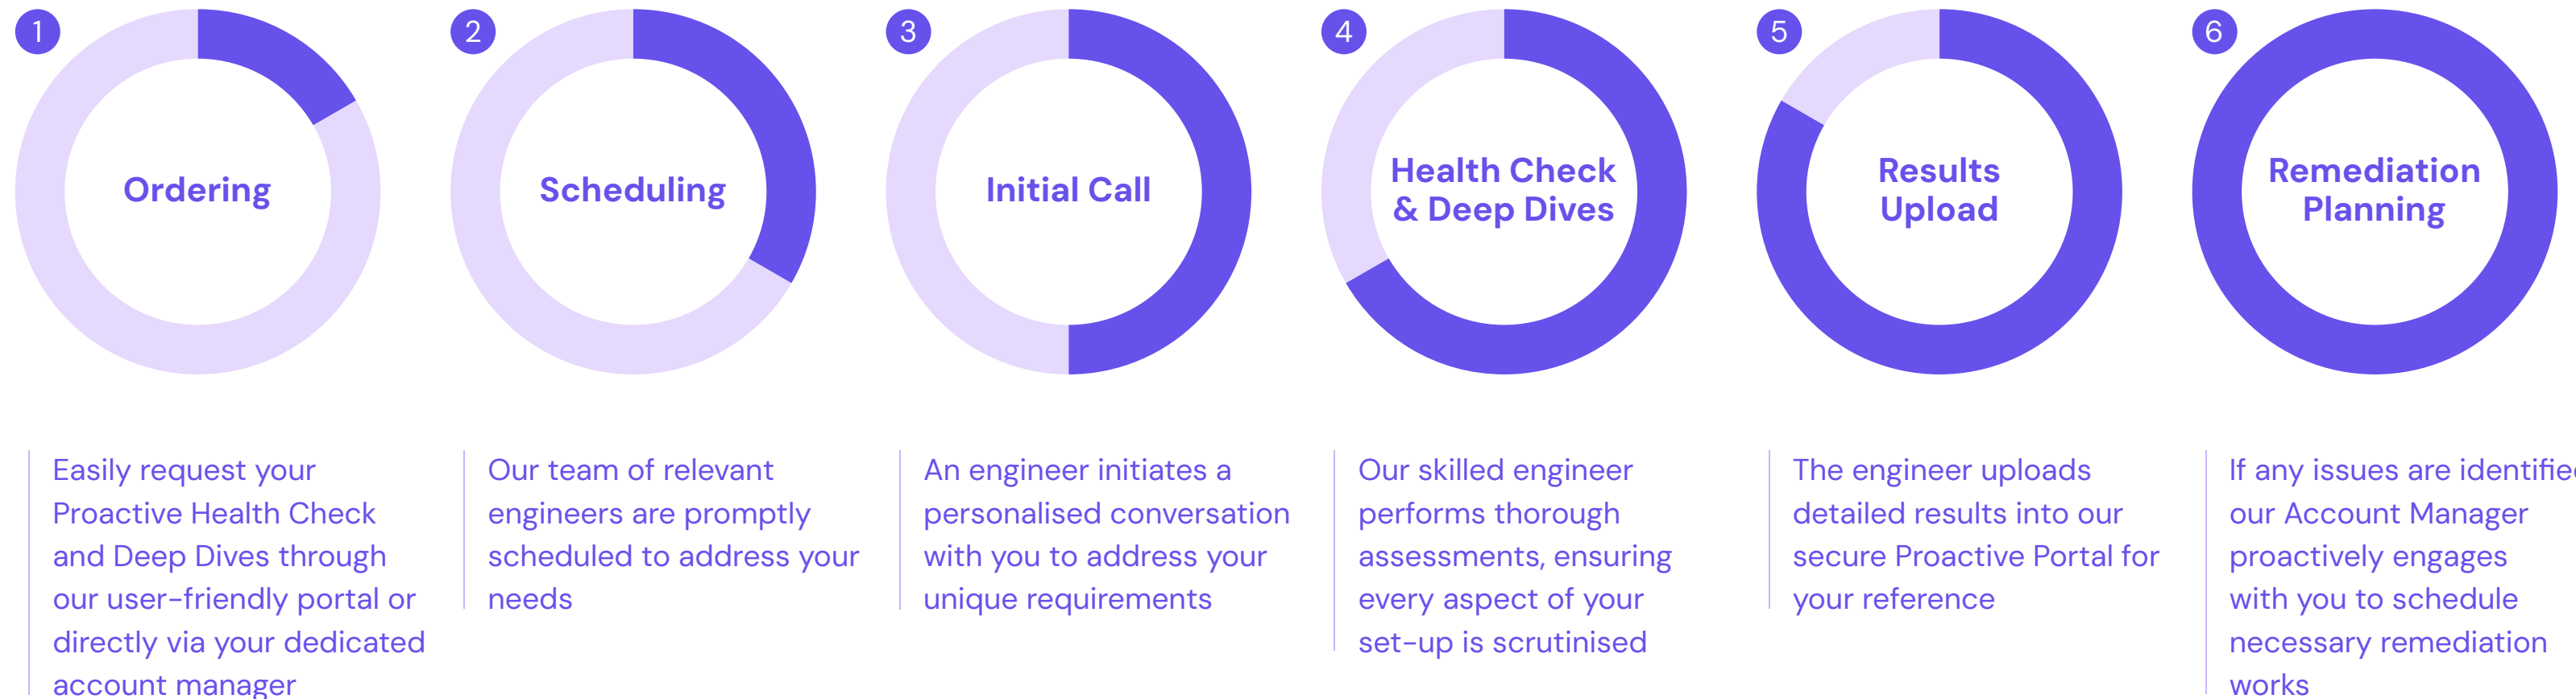 1
Ordering
Easily request your
Proactive Health Check
and Deep Dives through
our user-friendly portal or
directly via your dedicated
account manager
2
Scheduling
Our team of relevant
engineers are promptly
scheduled to address your
needs
3
Initial Call
An engineer initiates a
personalised conversation
with you to address your
unique requirements
4
Health Check
& Deep Dives
Our skilled engineer
performs thorough
assessments, ensuring
every aspect of your
set-up is scrutinised
5
Results
Upload
The engineer uploads
detailed results into our
secure Proactive Portal for
your reference
6
Remediation
Planning
If any issues are identified
our Account Manager
proactively engages
with you to schedule
necessary remediation
works